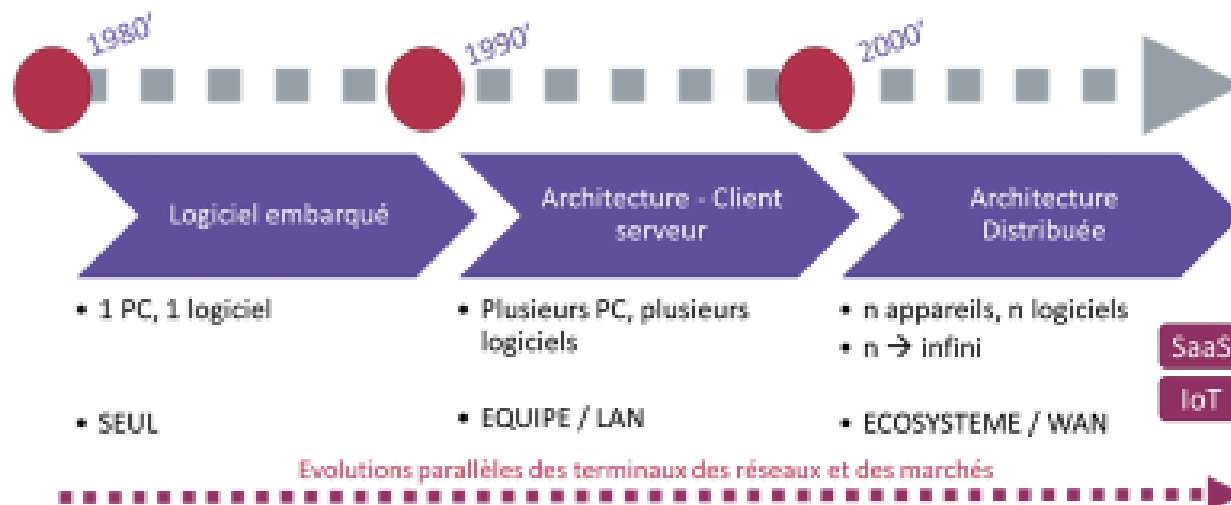 1980'
1990'
2000'
Logiciel embarqué
Architecture - Client
serveur
Architecture
Distribuée
• 1 PC, 1 logiciel
• SEUL
• Plusieurs PC, plusieurs
logiciels
• EQUIPE / LAN
• n appareils, n logiciels
• n → infini
• ECOSYSTEME / WAN
SaaS
IoT
Evolutions parallèles des terminaux des réseaux et des marchés